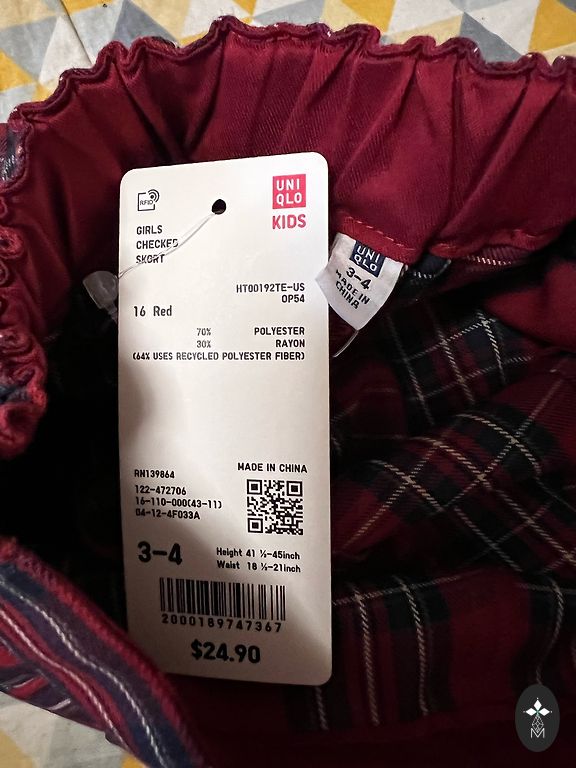 RFID
UNI
QLO
KIDS
GIRLS
CHECKED
SKORT
HT00192TE-US
OP54
16 Red
70% POLYESTER
30% RAYON
(64% USES RECYCLED POLYESTER FIBER)
RN139864
MADE IN CHINA
122-472706
16-110-000(43-11)
04-12-4F033A
3-4
Height 41 ½-45inch
Waist 18 ½-21inch
2000189747367
$24.90
UNI
QLO
3-4
MADE IN
CHINA
M